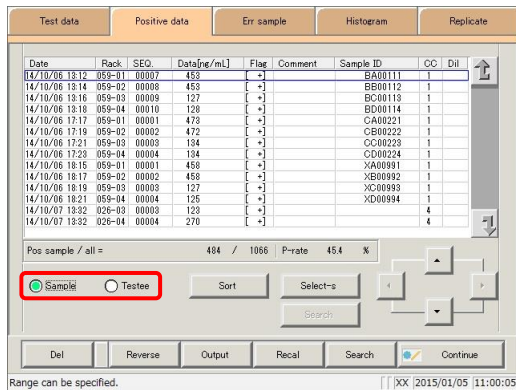 Test data Positive data Err sample Histogram Replicate
Date Rack SEQ. Data[ng/mL] Flag Comment Sample ID CC Dil
14/10/06 13:12 059-01 00007 453 [ +] BA00111 1
14/10/06 13:14 059-02 00008 453 [ +] BB00112 1
14/10/06 13:16 059-03 00009 127 [ +] BC00113 1
14/10/06 13:18 059-04 00010 128 [ +] BD00114 1
14/10/06 17:17 059-01 00001 473 [ +] CA00221 1
14/10/06 17:19 059-02 00002 472 [ +] CB00222 1
14/10/06 17:21 059-03 00003 134 [ +] CC00223 1
14/10/06 17:23 059-04 00004 134 [ +] CD00224 1
14/10/06 18:15 059-01 00001 458 [ +] XA00991 1
14/10/06 18:17 059-02 00002 458 [ +] XB00992 1
14/10/06 18:19 059-03 00003 127 [ +] XC00993 1
14/10/06 18:21 059-04 00004 125 [ +] XD00994 1
14/10/07 13:32 026-03 00003 123 [ +] 4
14/10/07 13:32 026-04 00004 270 [ +] 4
Pos sample / all = 484 / 1066 P-rate 45.4 %
Sample Testee Sort Select-s
Search
Del Reverse Output Recal Search Continue
Range can be specified. XX 2015/01/05 11:00:05